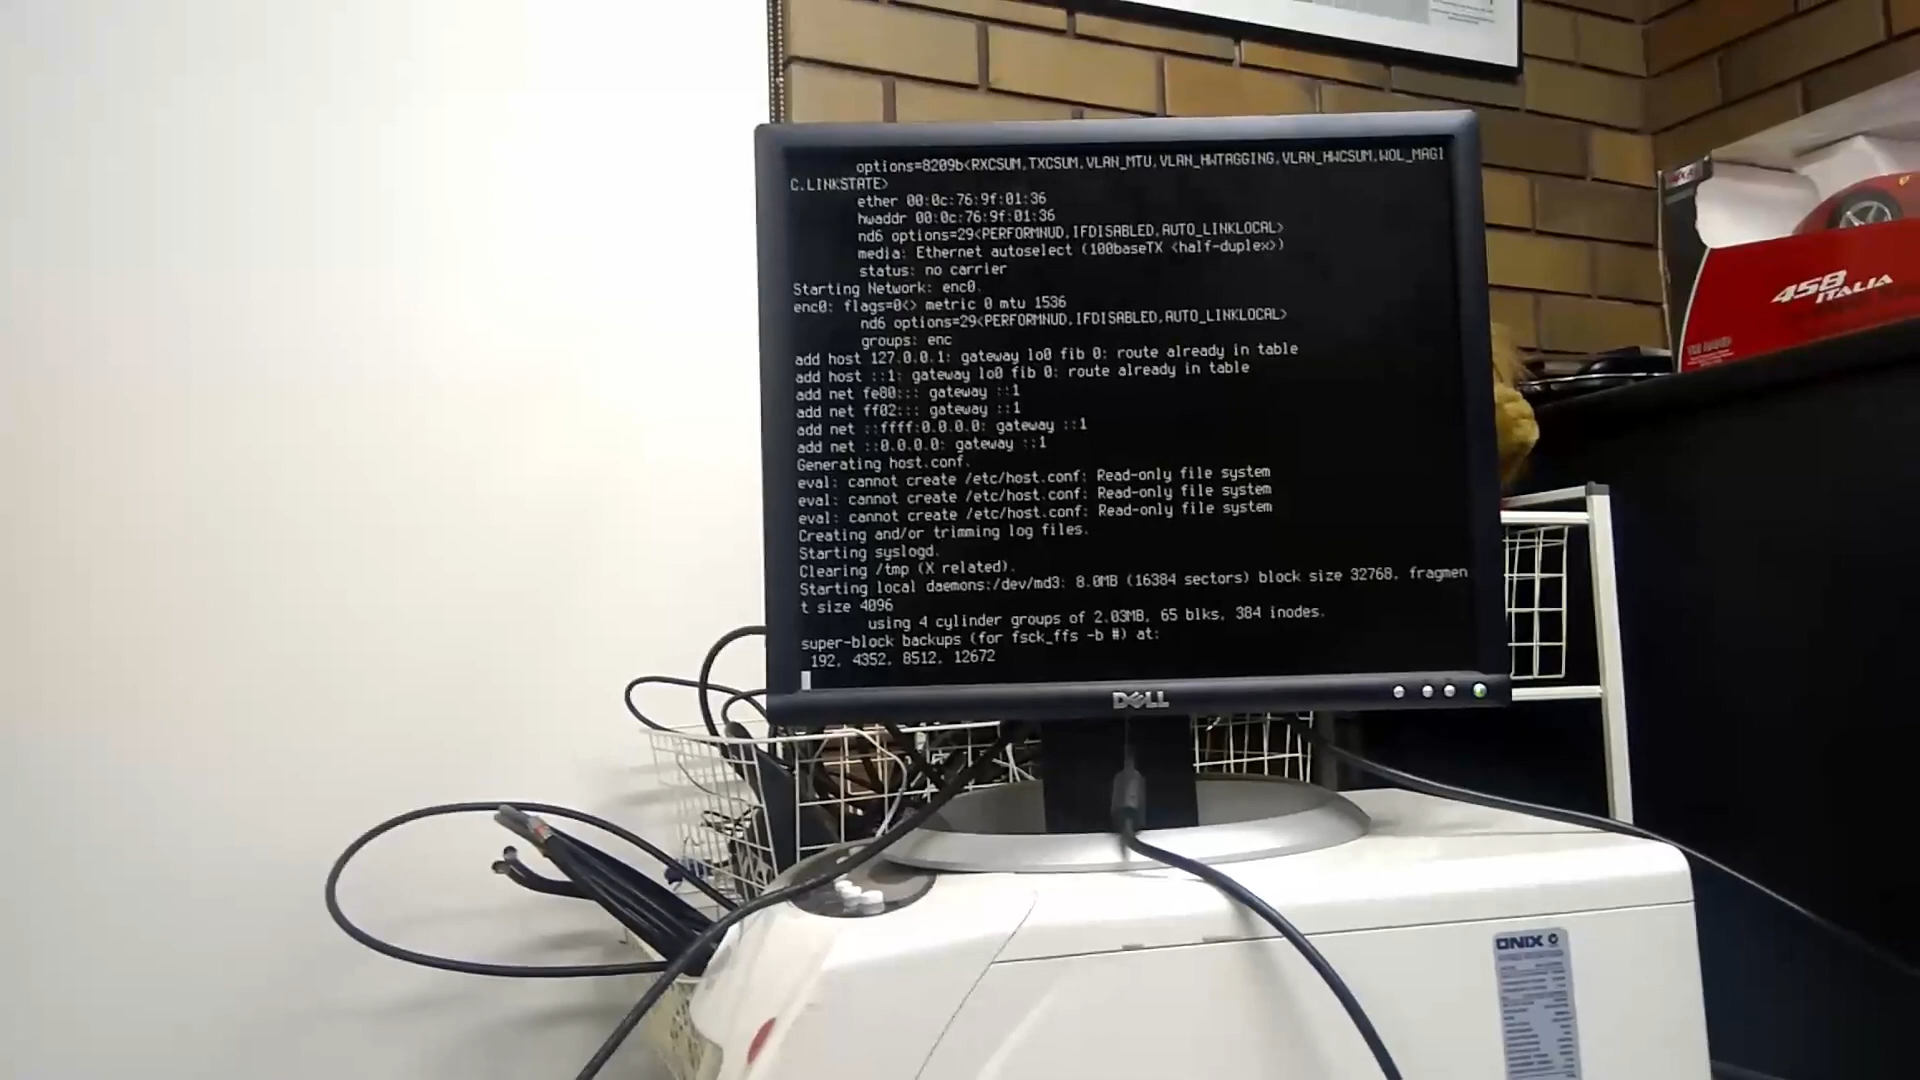 options=8209b<RXCSUM,TXCSUM,VLAN_MTU,VLAN_HWTAGGING,VLAN_HWCSUM,WOL_MAGI
C,LINKSTATE>
ether 00:0c:76:9f:01:36
hwaddr 00:0c:76:9f:01:36
nd6 options=29<PERFORMNUD,IFDISABLED,AUTO_LINKLOCAL>
media: Ethernet autoselect (100baseTX <half-duplex>)
status: no carrier
Starting Network: enc0.
enc0: flags=0<> metric 0 mtu 1536
nd6 options=29<PERFORMNUD,IFDISABLED,AUTO_LINKLOCAL>
groups: enc
add host 127.0.0.1: gateway lo0 fib 0: route already in table
add host ::1: gateway lo0 fib 0: route already in table
add net fe80::: gateway ::1
add net ff02::: gateway ::1
add net ::ffff:0.0.0.0: gateway ::1
add net ::0.0.0.0: gateway ::1
Generating host.conf.
eval: cannot create /etc/host.conf: Read-only file system
eval: cannot create /etc/host.conf: Read-only file system
eval: cannot create /etc/host.conf: Read-only file system
Creating and/or trimming log files.
Starting syslogd.
Clearing /tmp (X related).
Starting local daemons:/dev/md3: 8.0MB (16384 sectors) block size 32768, fragmen
t size 4096
using 4 cylinder groups of 2.03MB, 65 blks, 384 inodes.
super-block backups (for fsck_ffs -b #) at:
192, 4352, 8512, 12672
DELL
458
ITALIA
ONIX